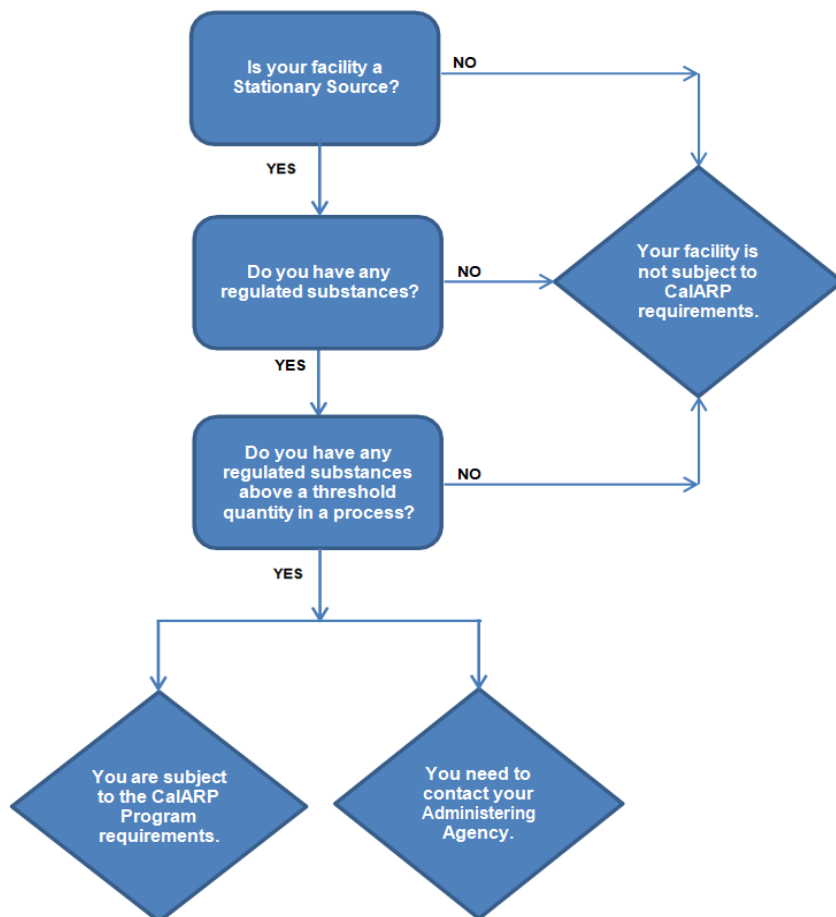 Is your facility a
Stationary Source?
NO
YES
Do you have any
regulated substances?
NO
Your facility is
not subject to
CalARP
requirements.
YES
Do you have any
regulated substances
above a threshold
quantity in a process?
NO
YES
You are subject
to the CalARP
Program
requirements.
You need to
contact your
Administering
Agency.